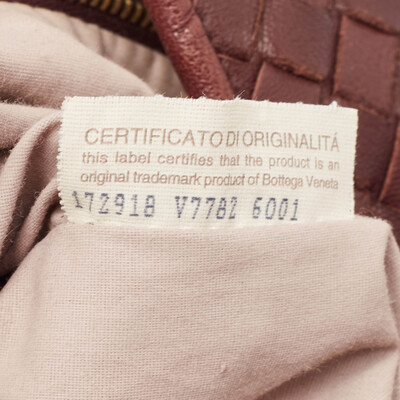 CERTIFICATO DI ORIGINALITÁ
this label certifies that the product is an
original trademark product of Bottega Veneta
172918 V7782 6001